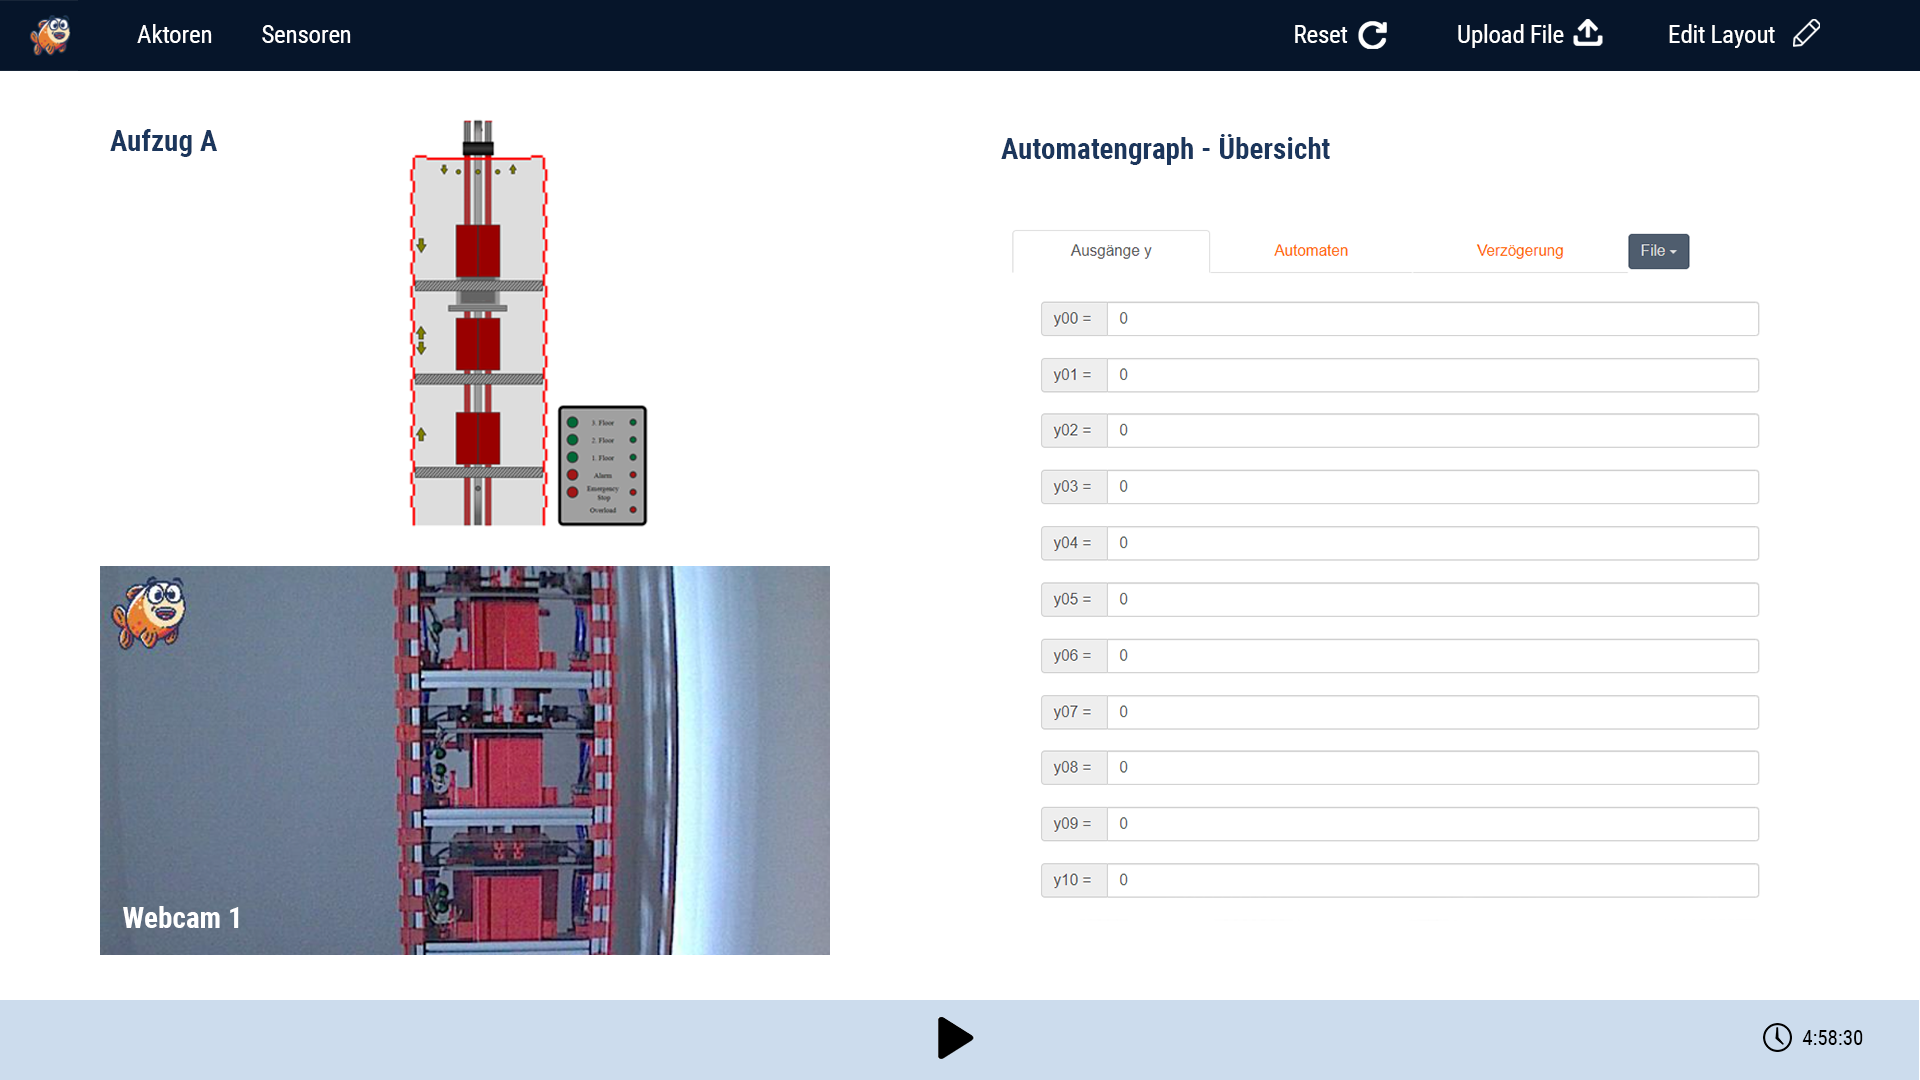 Aktoren
Sensoren
Reset
Upload File
Edit Layout
Aufzug A
3. Floor
2. Floor
1. Floor
Alarm
Emergency
Stop
Overload
Webcam 1
Automatengraph - Übersicht
Ausgänge y
Automaten
Verzögerung
File
y00 = 0
y01 = 0
y02 = 0
y03 = 0
y04 = 0
y05 = 0
y06 = 0
y07 = 0
y08 = 0
y09 = 0
y10 = 0
4:58:30